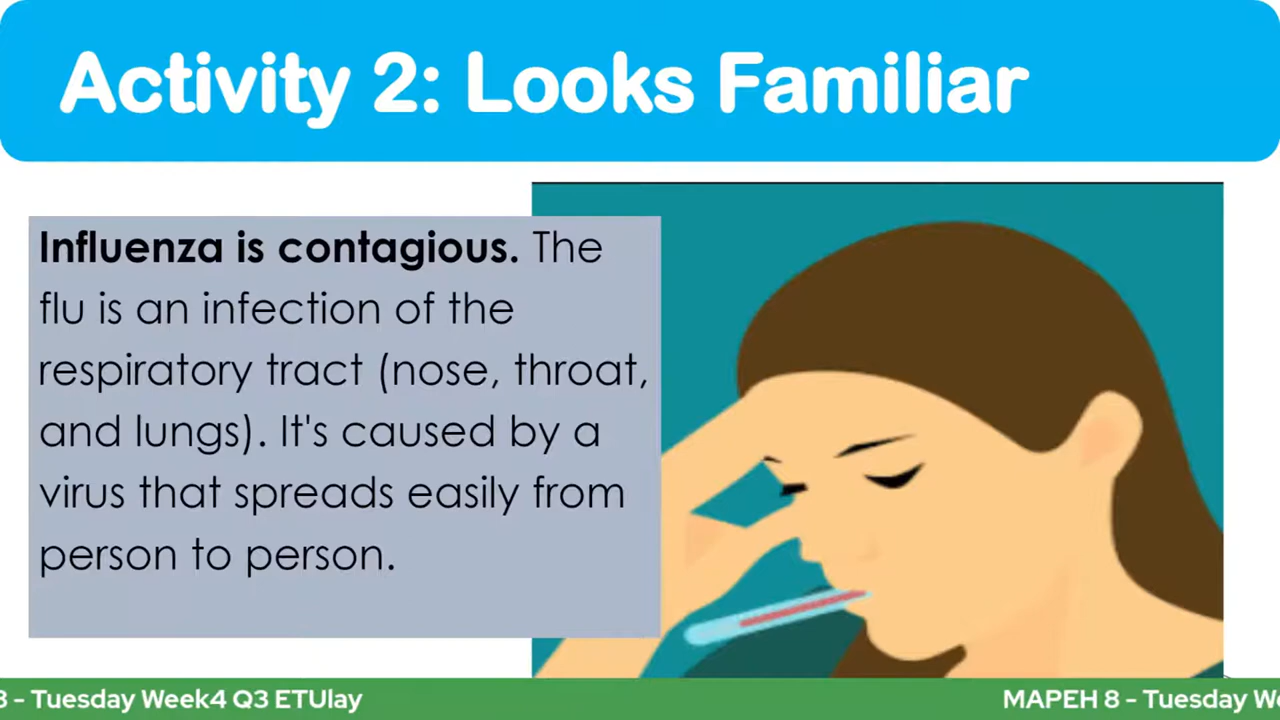 Activity 2: Looks Familiar
Influenza is contagious. The
flu is an infection of the
respiratory tract (nose, throat,
and lungs). It's caused by a
virus that spreads easily from
person to person.
8 - Tuesday Week4 Q3 ETUlay
MAPEH 8 - Tuesday We